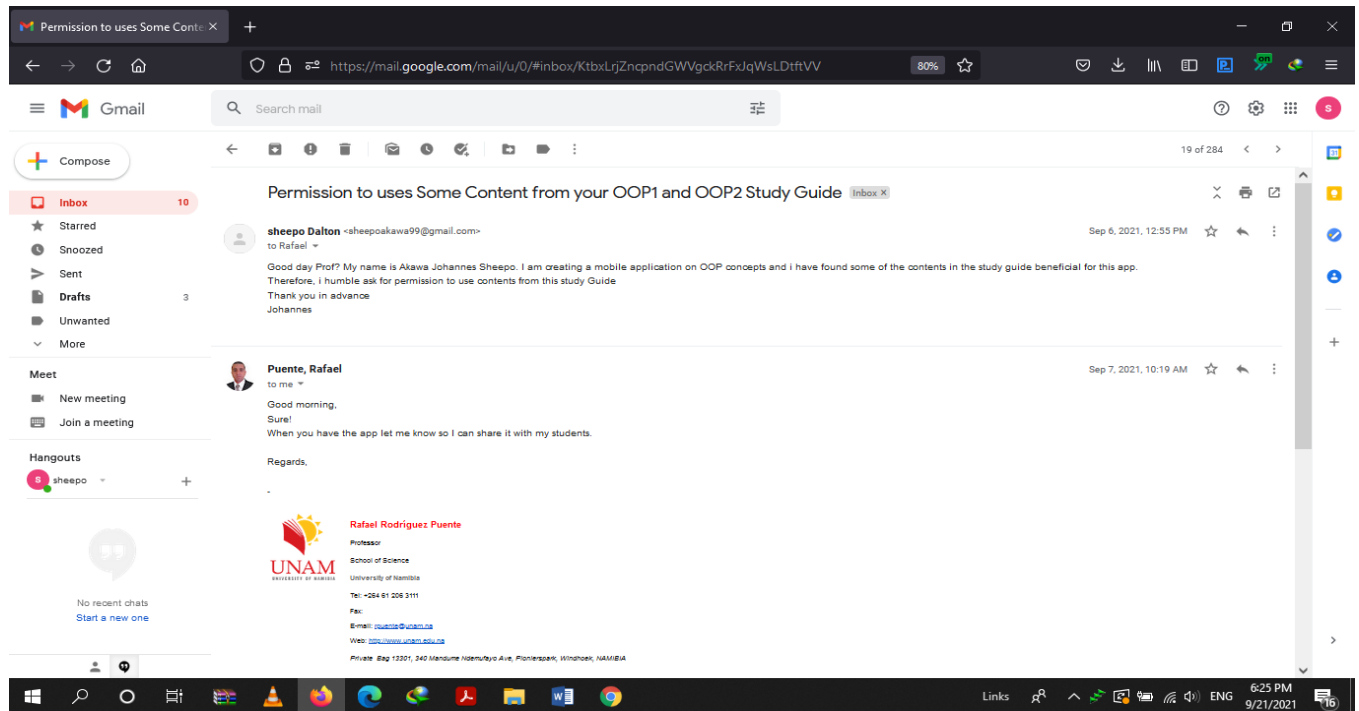 Permission to uses Some Conte
https://mail.google.com/mail/u/0/#inbox/KtbxLrjZncpndGWVgckRrFxJqWsLDtftVV
80%
on
Gmail
Search mail
S
Compose
19 of 284
31
Inbox 10
Starred
Snoozed
Sent
Drafts 3
Unwanted
More
Meet
New meeting
Join a meeting
Hangouts
S
sheepo
No recent chats
Start a new one
Permission to uses Some Content from your OOP1 and OOP2 Study Guide Inbox x
sheepo Dalton <sheepoakawa99@gmail.com> Sep 6, 2021, 12:55 PM
to Rafael
Good day Prof? My name is Akawa Johannes Sheepo. I am creating a mobile application on OOP concepts and i have found some of the contents in the study guide beneficial for this app.
Therefore, i humble ask for permission to use contents from this study Guide
Thank you in advance
Johannes
Puente, Rafael Sep 7, 2021, 10:19 AM
to me
Good morning,
Sure!
When you have the app let me know so I can share it with my students.
Regards,
-
UNAM
UNIVERSITY OF NAMIBIA
Rafael Rodríguez Puente
Professor
School of Science
University of Namibia
Tel: +264 61 206 3111
Fax:
E-mail: rpuente@unam.na
Web: http://www.unam.edu.na
Private Bag 13301, 340 Mandume Ndemufayo Ave, Pionierspark, Windhoek, NAMIBIA
Links
ENG
6:25 PM
9/21/2021
16